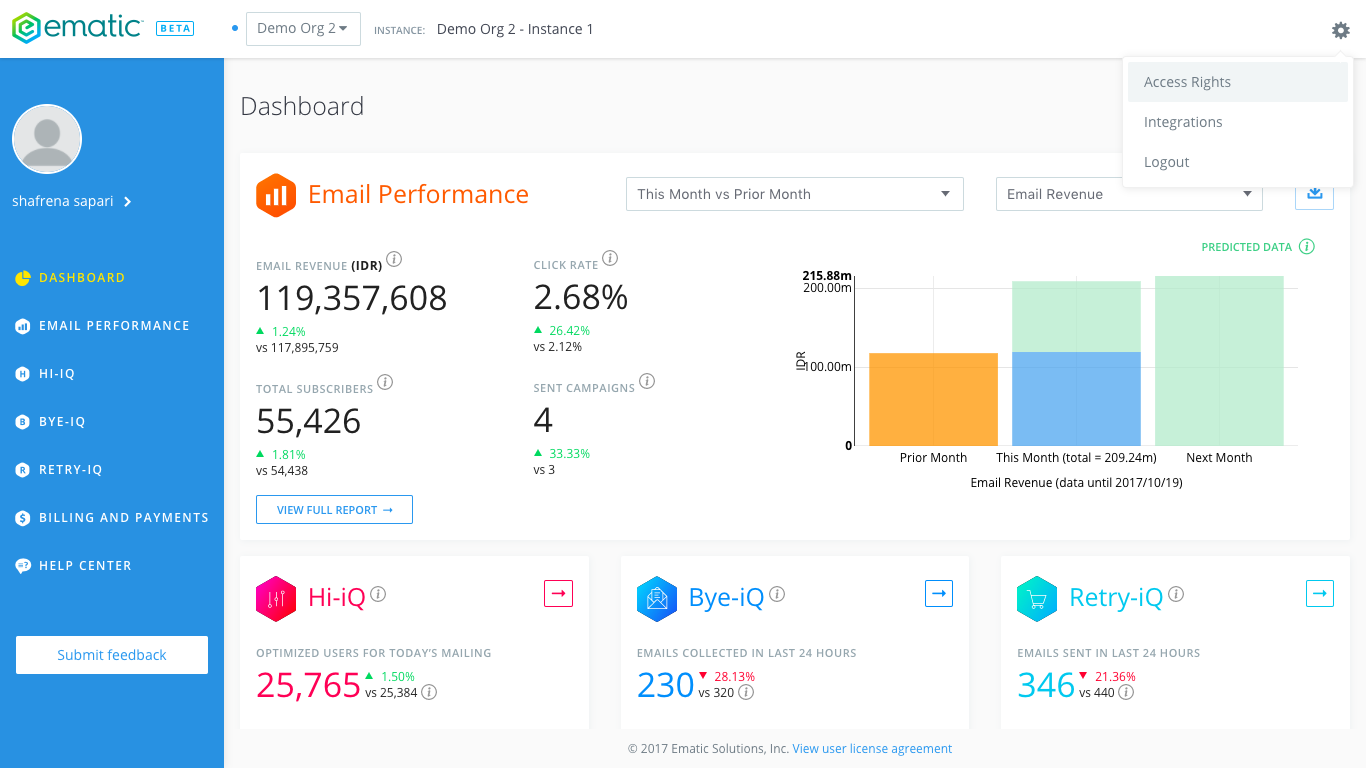 ematic BETA
Demo Org 2
INSTANCE: Demo Org 2 - Instance 1
Access Rights
Integrations
Logout
shafrena sapari
DASHBOARD
EMAIL PERFORMANCE
H HI-IQ
B BYE-IQ
R RETRY-IQ
$ BILLING AND PAYMENTS
=? HELP CENTER
Submit feedback
Dashboard
Email Performance
This Month vs Prior Month
Email Revenue
EMAIL REVENUE (IDR) i
119,357,608
1.24%
vs 117,895,759
CLICK RATE i
2.68%
26.42%
vs 2.12%
TOTAL SUBSCRIBERS i
55,426
1.81%
vs 54,438
SENT CAMPAIGNS i
4
33.33%
vs 3
VIEW FULL REPORT →
PREDICTED DATA i
215.88m
200.00m
IDR
100.00m
0
Prior Month
This Month (total = 209.24m)
Next Month
Email Revenue (data until 2017/10/19)
Hi-iQ i
→
OPTIMIZED USERS FOR TODAY'S MAILING
25,765
1.50%
vs 25,384 i
Bye-iQ i
→
EMAILS COLLECTED IN LAST 24 HOURS
230
28.13%
vs 320 i
Retry-iQ i
→
EMAILS SENT IN LAST 24 HOURS
346
21.36%
vs 440 i
© 2017 Ematic Solutions, Inc. View user license agreement